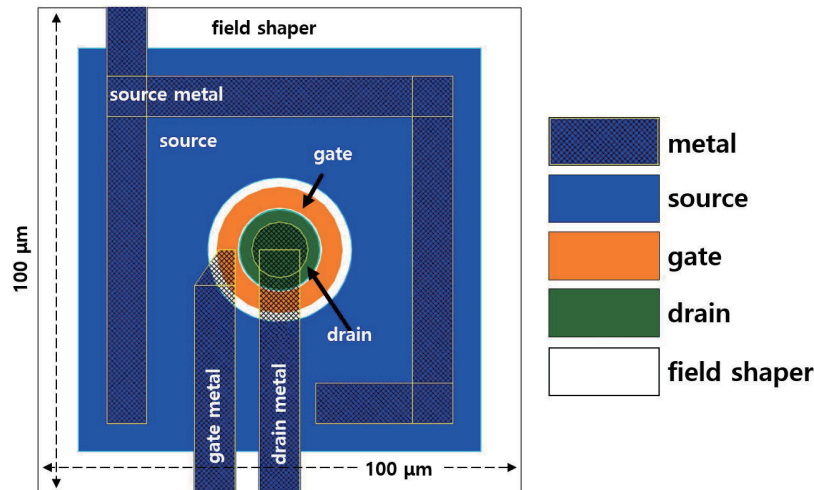 field shaper
source metal
source
gate
drain
gate metal
drain metal
100 μm
100 μm
metal
source
gate
drain
field shaper